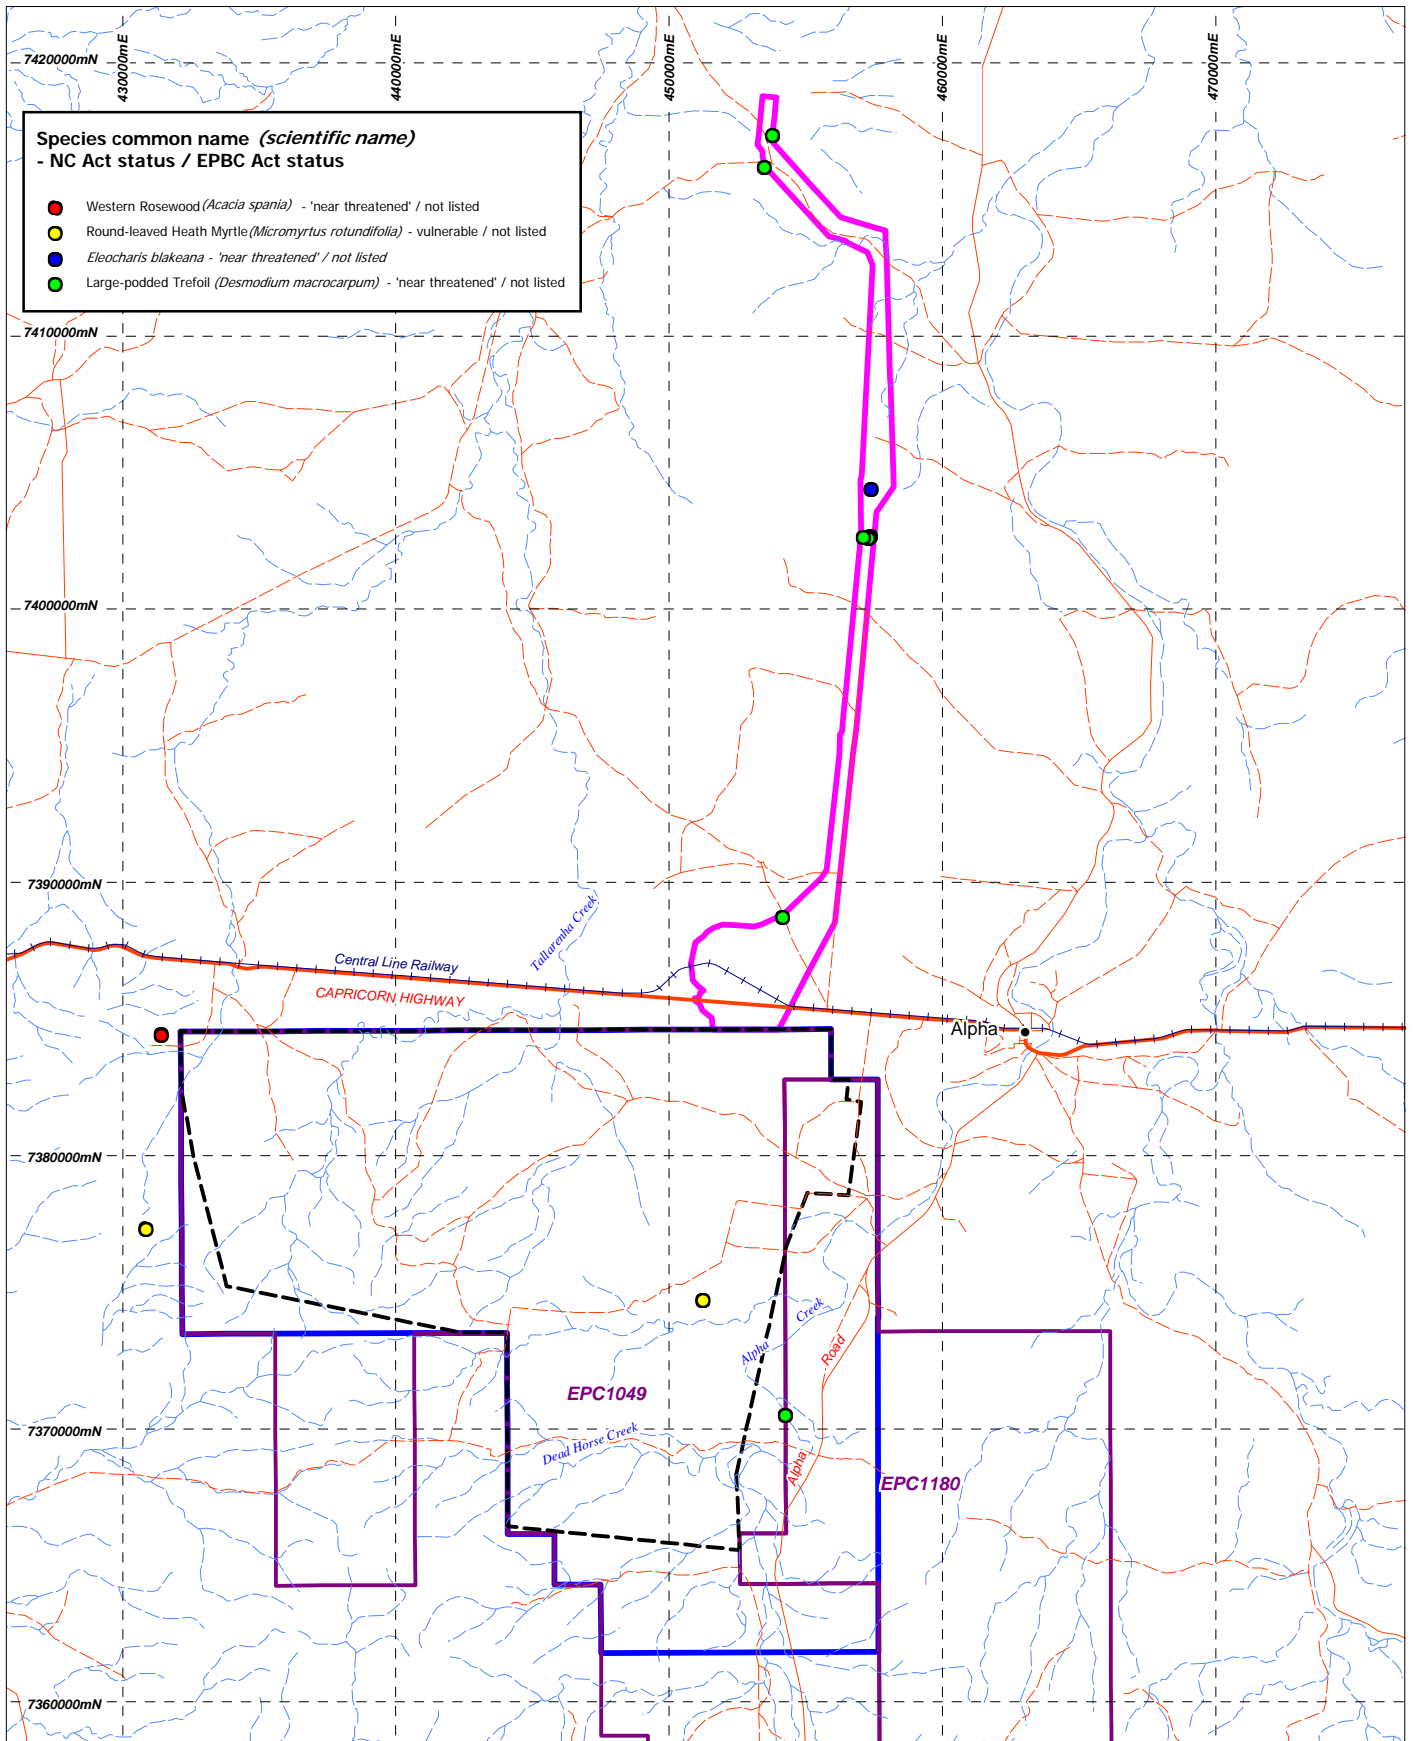 430000mE
440000mE
450000mE
460000mE
470000mE
7420000mN
Species common name (scientific name)
- NC Act status / EPBC Act status
Western Rosewood (Acacia spania) - 'near threatened' / not listed
Round-leaved Heath Myrtle (Micromyrtus rotundifolia) - vulnerable / not listed
Eleocharis blakeana - 'near threatened' / not listed
Large-podded Trefoil (Desmodium macrocarpum) - 'near threatened' / not listed
7410000mN
7400000mN
7390000mN
Tallarenha Creek
Central Line Railway
CAPRICORN HIGHWAY
Alpha
7380000mN
Alpha Creek
Alpha Road
EPC1049
7370000mN
Dead Horse Creek
EPC1180
7360000mN